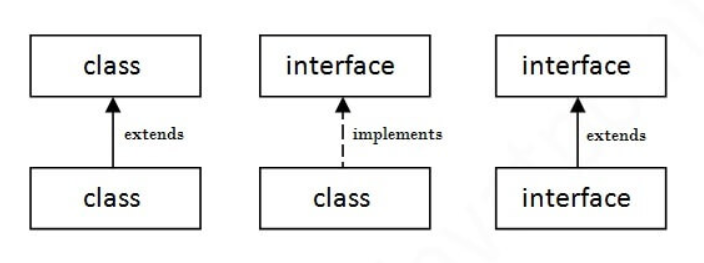 class
interface
interface
extends
implements
extends
class
class
interface